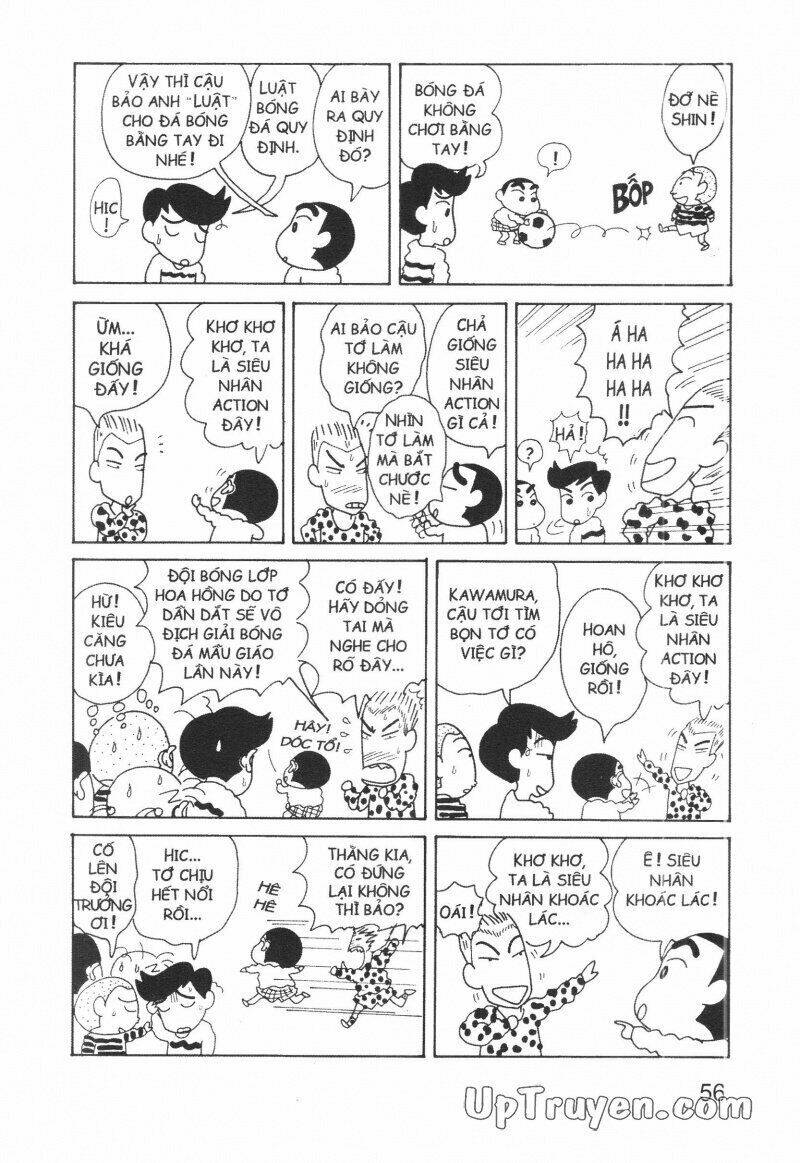 ĐỠ NÈ
SHIN!
BỐP
!
BÓNG ĐÁ
KHÔNG
CHƠI BẰNG
TAY!
AI BÀY
RA QUY
ĐỊNH
ĐÓ?
LUẬT
BÓNG
ĐÁ QUY
ĐỊNH.
VẬY THÌ CẬU
BẢO ANH "LUẬT"
CHO ĐÁ BÓNG
BẰNG TAY ĐI
NHÉ!
HIC
!
Á HA
HA HA
HA HA
!!
HẢ!
?
CHẢ
GIỐNG
SIÊU
NHÂN
ACTION
GÌ CẢ!
AI BẢO CẬU
TỚ LÀM
KHÔNG
GIỐNG?
NHÌN
TỚ LÀM
MÀ BẮT
CHƯỚC
NÈ!
KHƠ KHƠ
KHƠ, TA
LÀ SIÊU
NHÂN
ACTION
ĐÂY!
ỪM...
KHÁ
GIỐNG
ĐẤY!
KHƠ KHƠ
KHƠ, TA
LÀ SIÊU
NHÂN
ACTION
ĐÂY!
HOAN
HÔ,
GIỐNG
RỒI!
KAWAMURA,
CẬU TỚI TÌM
BỌN TỚ CÓ
VIỆC GÌ?
CÓ ĐẤY!
HÃY DỎNG
TAI MÀ
NGHE CHO
RÕ ĐÂY...
ĐỘI BÓNG LỚP
HOA HỒNG DO TỚ
DẪN DẮT SẼ VÔ
ĐỊCH GIẢI BÓNG
ĐÁ MẪU GIÁO
LẦN NÀY!
HÂY!
DÓC TỔ!
HỪ!
KIÊU
CĂNG
CHƯA
KÌA!
Ê! SIÊU
NHÂN
KHOÁC LÁC!
KHƠ KHƠ,
TA LÀ SIÊU
NHÂN KHOÁC
LÁC...
OÁI!
THẰNG KIA,
CÓ ĐỨNG
LẠI KHÔNG
THÌ BẢO?
HÊ
HÊ
HIC...
TỚ CHỊU
HẾT NỔI
RỒI...
CỐ
LÊN
ĐỘI
TRƯỞNG
ƠI!
56
UpTruyen.com